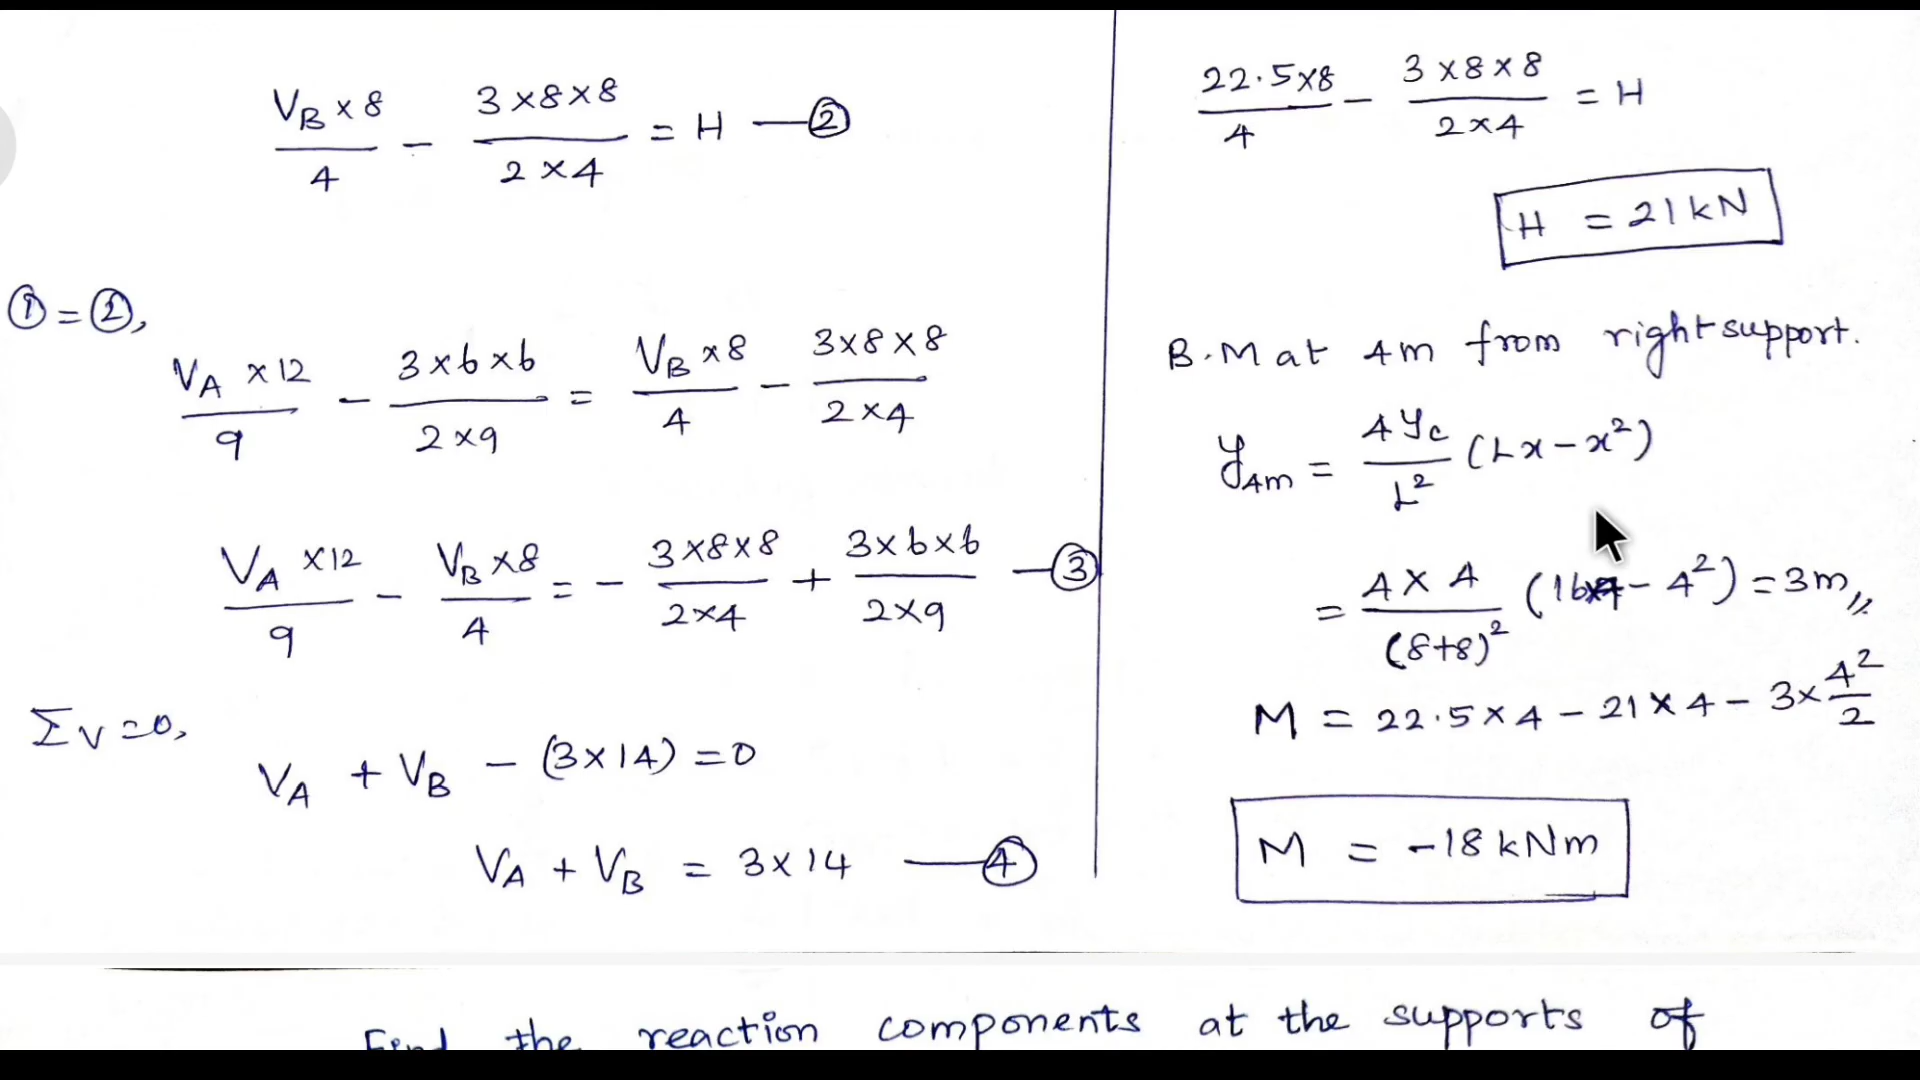 V_B × 8 / 4 − 3×8×8 / 2×4 = H —②
①=②,
V_A × 12 / 9 − 3×6×6 / 2×9 = V_B × 8 / 4 − 3×8×8 / 2×4
V_A × 12 / 9 − V_B × 8 / 4 = − 3×8×8 / 2×4 + 3×6×6 / 2×9 —③
ΣV=0,
V_A + V_B − (3×14) = 0
V_A + V_B = 3×14 —④
22.5×8 / 4 − 3×8×8 / 2×4 = H
H = 21kN
B.M at 4m from right support.
y_4m = 4y_c / L² (Lx − x²)
= 4×4 / (8+8)² (16×4 − 4²) = 3m,,
M = 22.5×4 − 21×4 − 3× 4² / 2
M = −18 kNm
Find the reaction components at the supports of